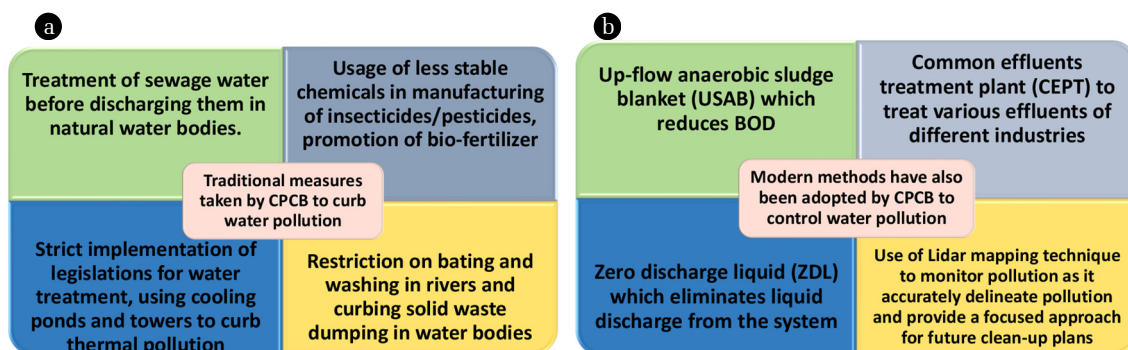 a
Treatment of sewage water
before discharging them in
natural water bodies.
Usage of less stable
chemicals in manufacturing
of insecticides/pesticides,
promotion of bio-fertilizer
Traditional measures
taken by CPCB to curb
water pollution
Strict implementation of
legislations for water
treatment, using cooling
ponds and towers to curb
thermal pollution
Restriction on bating and
washing in rivers and
curbing solid waste
dumping in water bodies
b
Up-flow anaerobic sludge
blanket (USAB) which
reduces BOD
Common effluents
treatment plant (CEPT) to
treat various effluents of
different industries
Modern methods have also
been adopted by CPCB to
control water pollution
Zero discharge liquid (ZDL)
which eliminates liquid
discharge from the system
Use of Lidar mapping technique
to monitor pollution as it
accurately delineate pollution
and provide a focused approach
for future clean-up plans